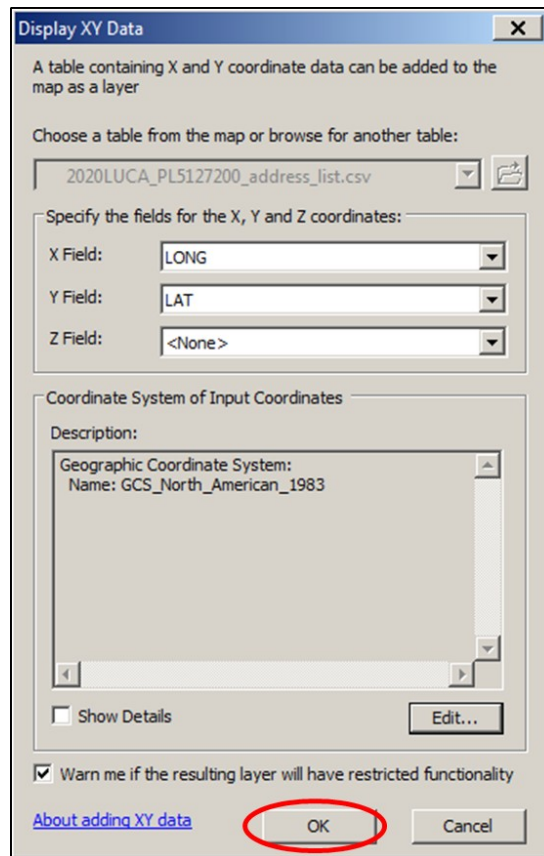 Display XY Data
A table containing X and Y coordinate data can be added to the
map as a layer
Choose a table from the map or browse for another table:
2020LUCA_PL5127200_address_list.csv
Specify the fields for the X, Y and Z coordinates:
X Field: LONG
Y Field: LAT
Z Field: <None>
Coordinate System of Input Coordinates
Description:
Geographic Coordinate System:
Name: GCS_North_American_1983
Show Details Edit...
Warn me if the resulting layer will have restricted functionality
About adding XY data OK Cancel